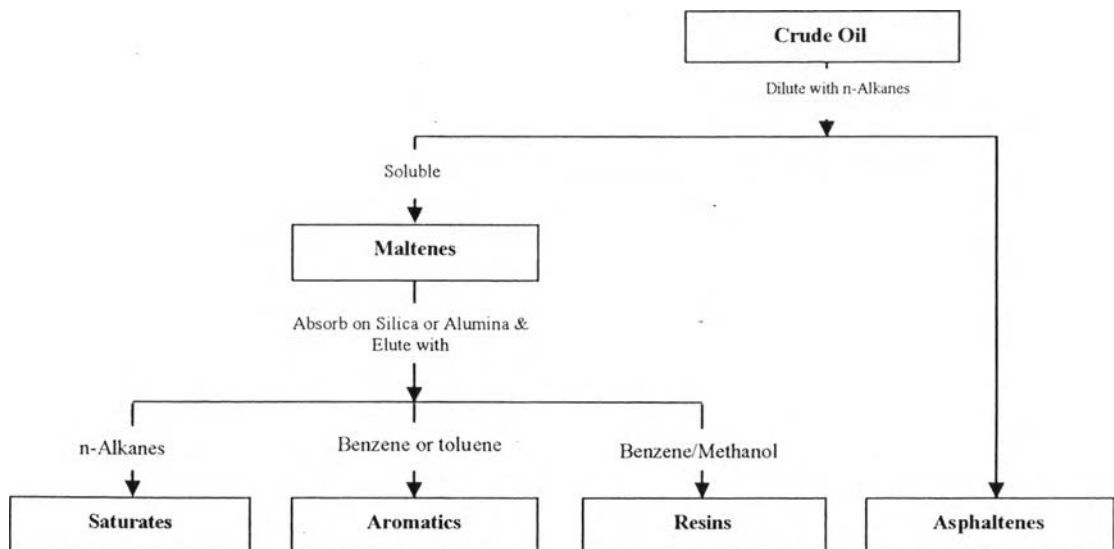 Crude Oil
Dilute with n-Alkanes
Soluble
Maltenes
Absorb on Silica or Alumina &
Elute with
n-Alkanes
Benzene or toluene
Benzene/Methanol
Saturates
Aromatics
Resins
Asphaltenes